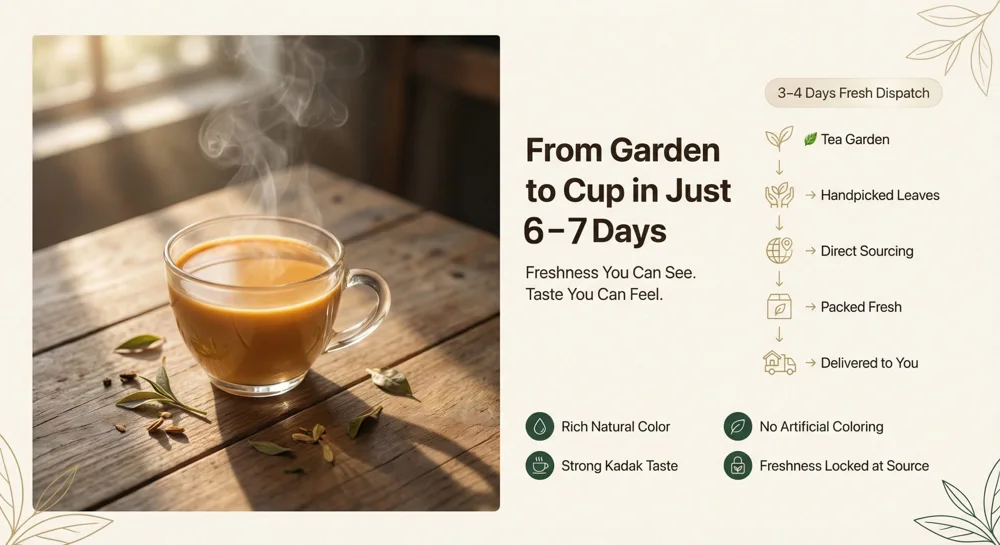 From Garden
to Cup in Just
6–7 Days
Freshness You Can See.
Taste You Can Feel.
3–4 Days Fresh Dispatch
Tea Garden
→ Handpicked Leaves
→ Direct Sourcing
→ Packed Fresh
→ Delivered to You
Rich Natural Color
No Artificial Coloring
Strong Kadak Taste
Freshness Locked at Source